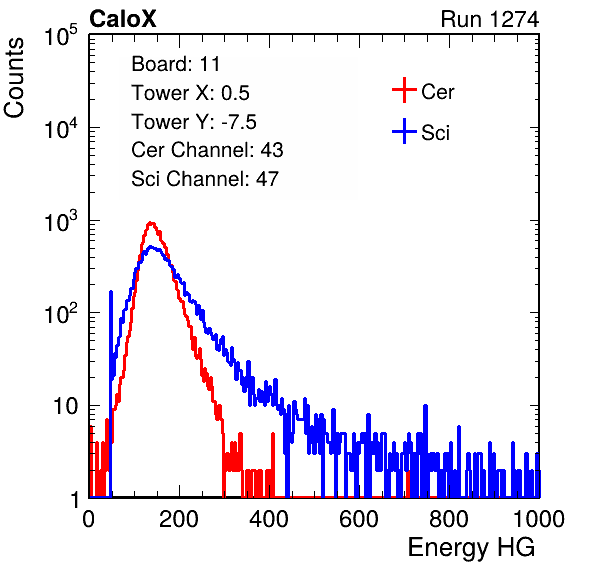 CaloX Run 1274
Board: 11
Tower X: 0.5
Tower Y: -7.5
Cer Channel: 43
Sci Channel: 47
Cer
Sci
Counts
10^5
10^4
10^3
10^2
10
1
0 200 400 600 800 1000
Energy HG